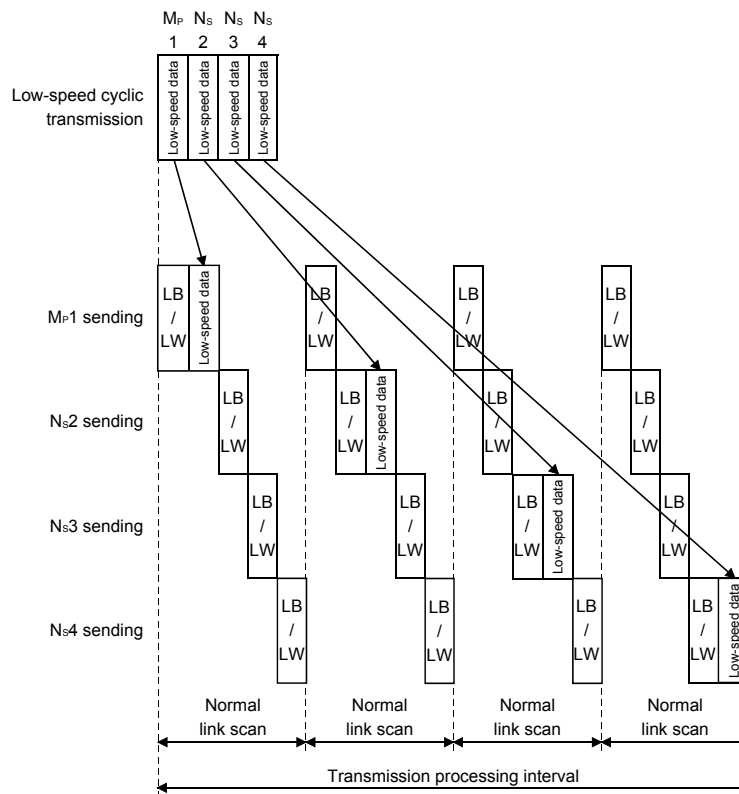 MP NS NS NS
1 2 3 4
Low-speed cyclic
transmission
Low-speed data
Low-speed data
Low-speed data
Low-speed data
MP1 sending
LB
/
LW
Low-speed data
LB
/
LW
LB
/
LW
LB
/
LW
NS2 sending
LB
/
LW
LB
/
LW
Low-speed data
LB
/
LW
LB
/
LW
NS3 sending
LB
/
LW
LB
/
LW
LB
/
LW
Low-speed data
LB
/
LW
NS4 sending
LB
/
LW
LB
/
LW
LB
/
LW
LB
/
LW
Low-speed data
Normal
link scan
Normal
link scan
Normal
link scan
Normal
link scan
Transmission processing interval